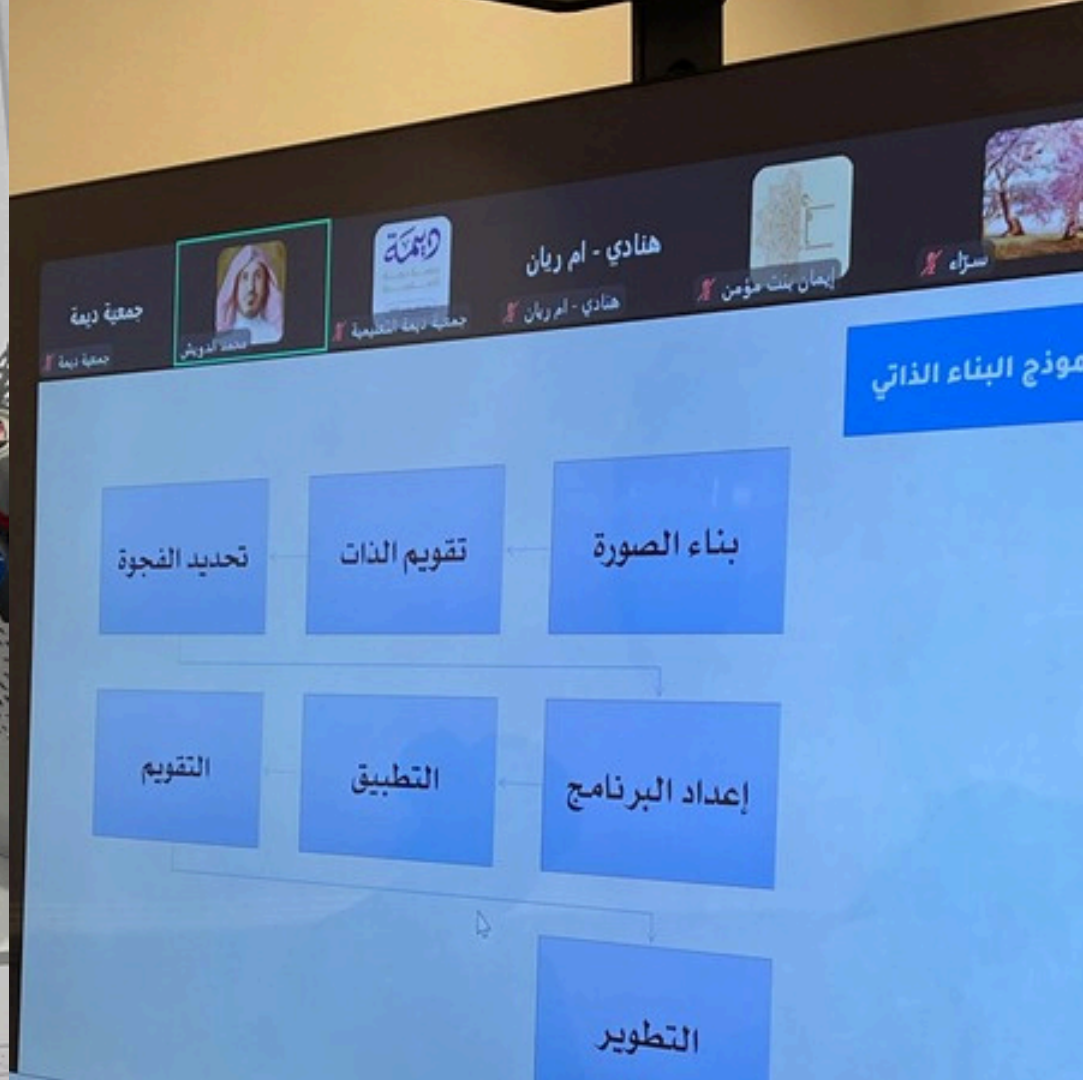 جمعية ديمة
جمعية ديمة
محمد الدويش
ديمة
جمعية ديمة التعليمية
هنادي - ام ريان
هنادي - ام ريان
إيمان بنت مؤمن
سراء
موذج البناء الذاتي
بناء الصورة
تقويم الذات
تحديد الفجوة
إعداد البرنامج
التطبيق
التقويم
التطوير